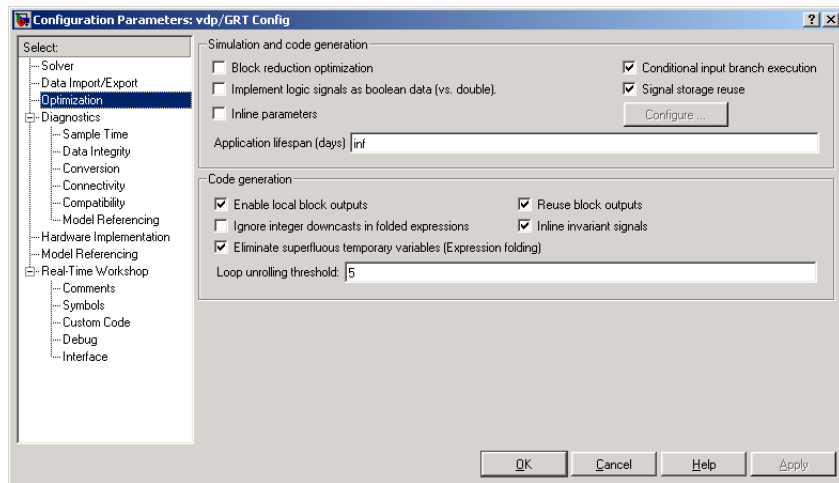 Configuration Parameters: vdp/GRT Config
Select:
Solver
Data Import/Export
Optimization
Diagnostics
Sample Time
Data Integrity
Conversion
Connectivity
Compatibility
Model Referencing
Hardware Implementation
Model Referencing
Real-Time Workshop
Comments
Symbols
Custom Code
Debug
Interface
Simulation and code generation
Block reduction optimization
Conditional input branch execution
Implement logic signals as boolean data (vs. double).
Signal storage reuse
Inline parameters
Configure ...
Application lifespan (days) inf
Code generation
Enable local block outputs
Reuse block outputs
Ignore integer downcasts in folded expressions
Inline invariant signals
Eliminate superfluous temporary variables (Expression folding)
Loop unrolling threshold: 5
OK Cancel Help Apply